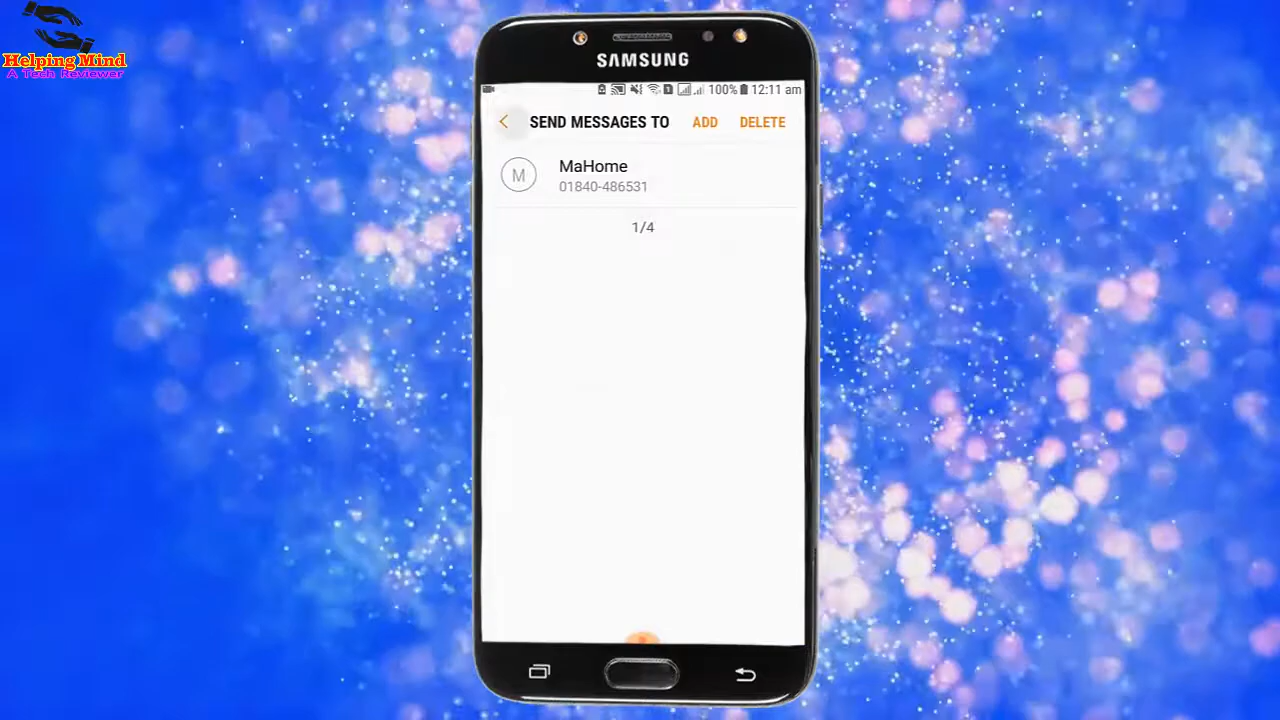 Helping Mind
A Tech Reviewer
SAMSUNG
100% 12:11 am
SEND MESSAGES TO ADD DELETE
M
MaHome
01840-486531
1/4